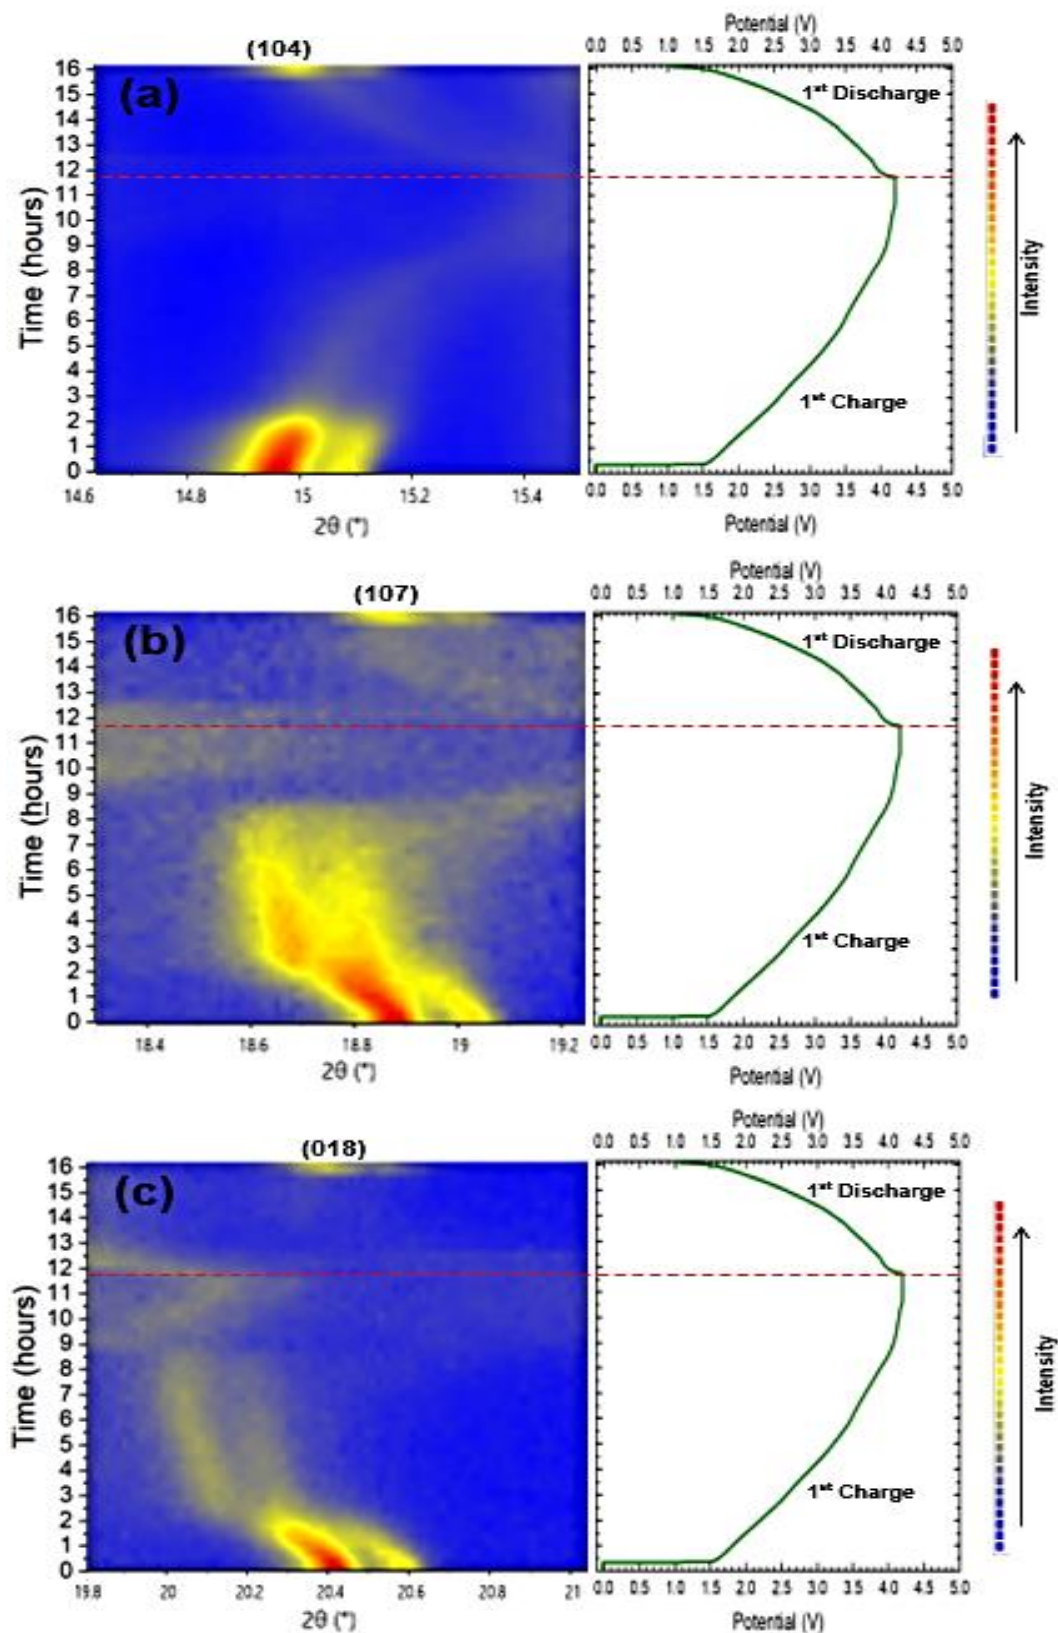 Potential (V)
(104)
0.0 0.5 1.0 1.5 2.0 2.5 3.0 3.5 4.0 4.5 5.0
(a)
1st Discharge
1st Charge
16
15
14
13
12
11
10
9
8
7
6
5
4
3
2
1
0
Time (hours)
Intensity
14.6 14.8 15 15.2 15.4
2θ (°)
0.0 0.5 1.0 1.5 2.0 2.5 3.0 3.5 4.0 4.5 5.0
Potential (V)
Potential (V)
(107)
0.0 0.5 1.0 1.5 2.0 2.5 3.0 3.5 4.0 4.5 5.0
(b)
1st Discharge
1st Charge
16
15
14
13
12
11
10
9
8
7
6
5
4
3
2
1
0
Time (hours)
Intensity
18.4 18.6 18.8 19 19.2
2θ (°)
0.0 0.5 1.0 1.5 2.0 2.5 3.0 3.5 4.0 4.5 5.0
Potential (V)
Potential (V)
(018)
0.0 0.5 1.0 1.5 2.0 2.5 3.0 3.5 4.0 4.5 5.0
(c)
1st Discharge
1st Charge
16
15
14
13
12
11
10
9
8
7
6
5
4
3
2
1
0
Time (hours)
Intensity
19.8 20 20.2 20.4 20.6 20.8 21
2θ (°)
0.0 0.5 1.0 1.5 2.0 2.5 3.0 3.5 4.0 4.5 5.0
Potential (V)